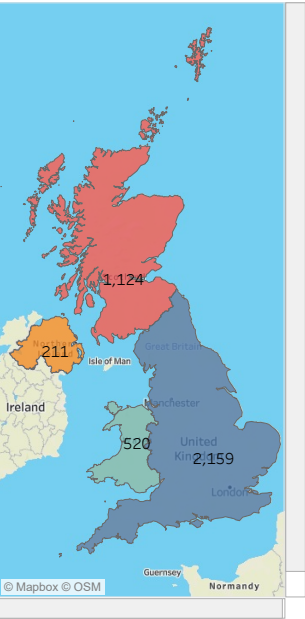 1,124
Northern
211
Isle of Man
Great Britain
Ireland
Manchester
520
United
Kingdom
2,159
London
Guernsey
© Mapbox © OSM
Normandy